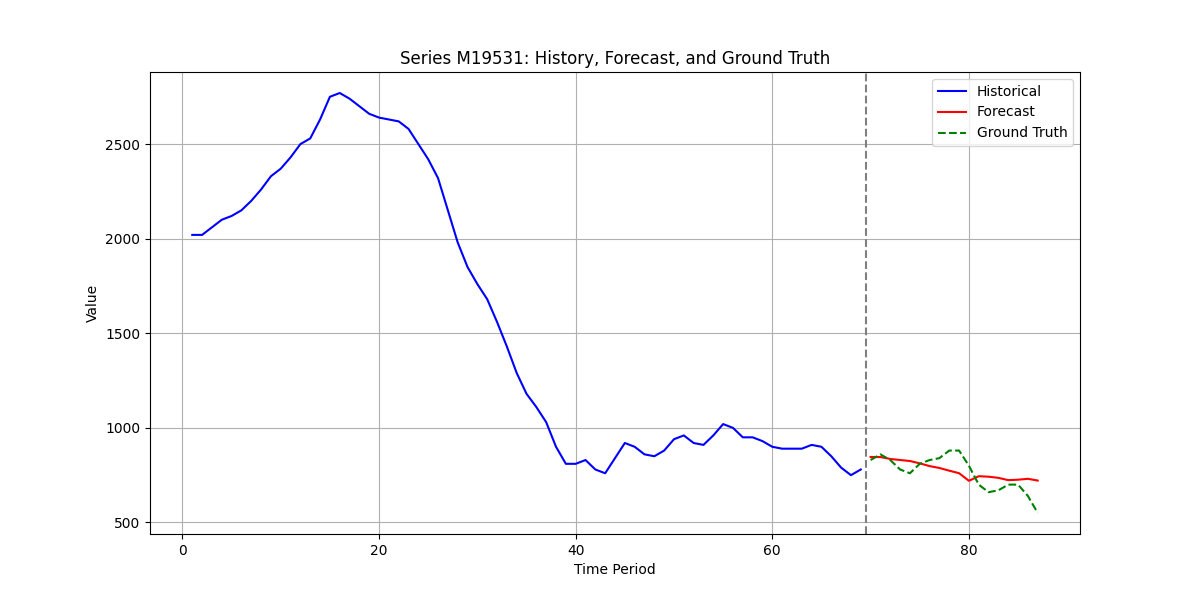 Series M19531: History, Forecast, and Ground Truth
Historical
Forecast
Ground Truth
Value
2500
2000
1500
1000
500
0 20 40 60 80
Time Period